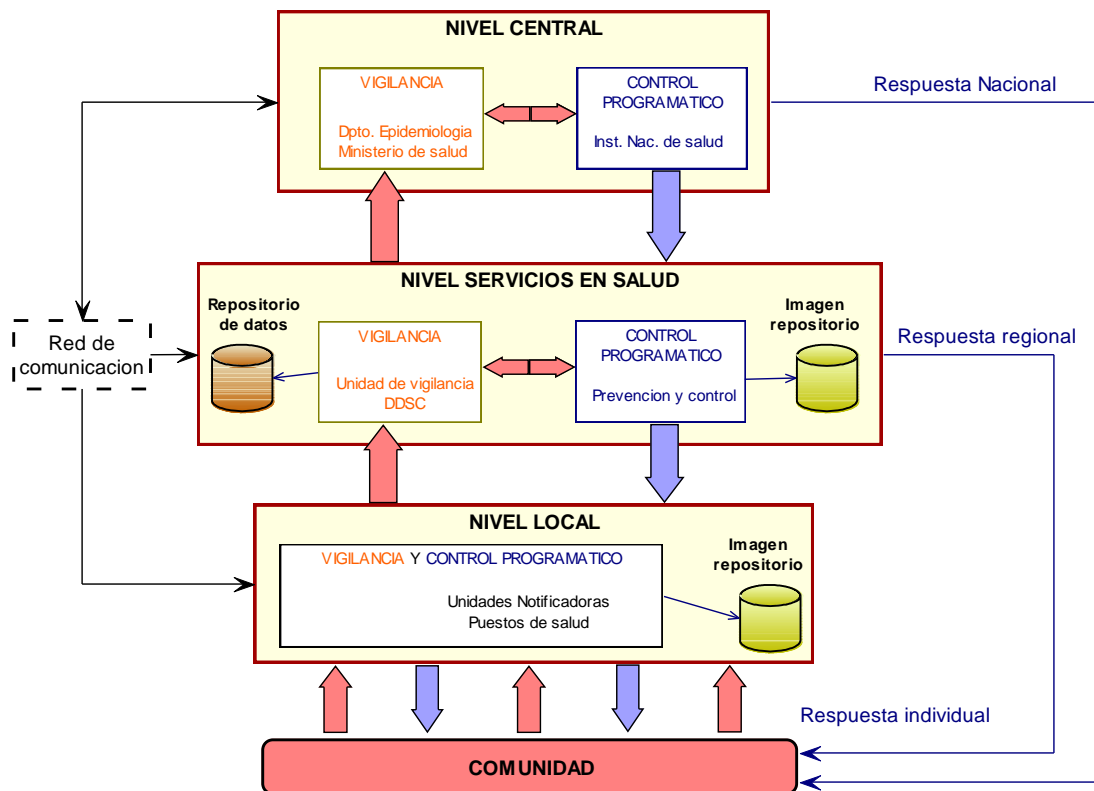 NIVEL CENTRAL
VIGILANCIA
Dpto. Epidemiologia
Ministerio de salud
CONTROL
PROGRAMATICO
Inst. Nac. de salud
Respuesta Nacional
NIVEL SERVICIOS EN SALUD
Repositorio
de datos
VIGILANCIA
Unidad de vigilancia
DDSC
CONTROL
PROGRAMATICO
Prevencion y control
Imagen
repositorio
Respuesta regional
Red de
comunicacion
NIVEL LOCAL
VIGILANCIA Y CONTROL PROGRAMATICO
Unidades Notificadoras
Puestos de salud
Imagen
repositorio
Respuesta individual
COMUNIDAD